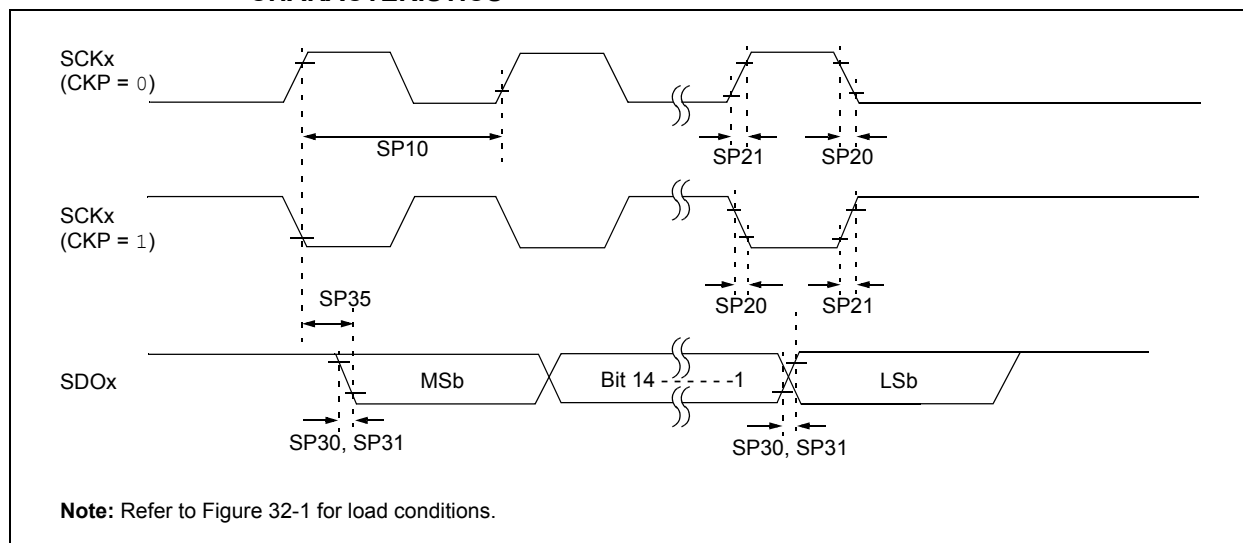 SCKx
(CKP = 0)
SP10
SP21
SP20
SCKx
(CKP = 1)
SP35
SP20
SP21
SDOx
MSb
Bit 14 - - - - - -1
LSb
SP30, SP31
SP30, SP31
Note: Refer to Figure 32-1 for load conditions.